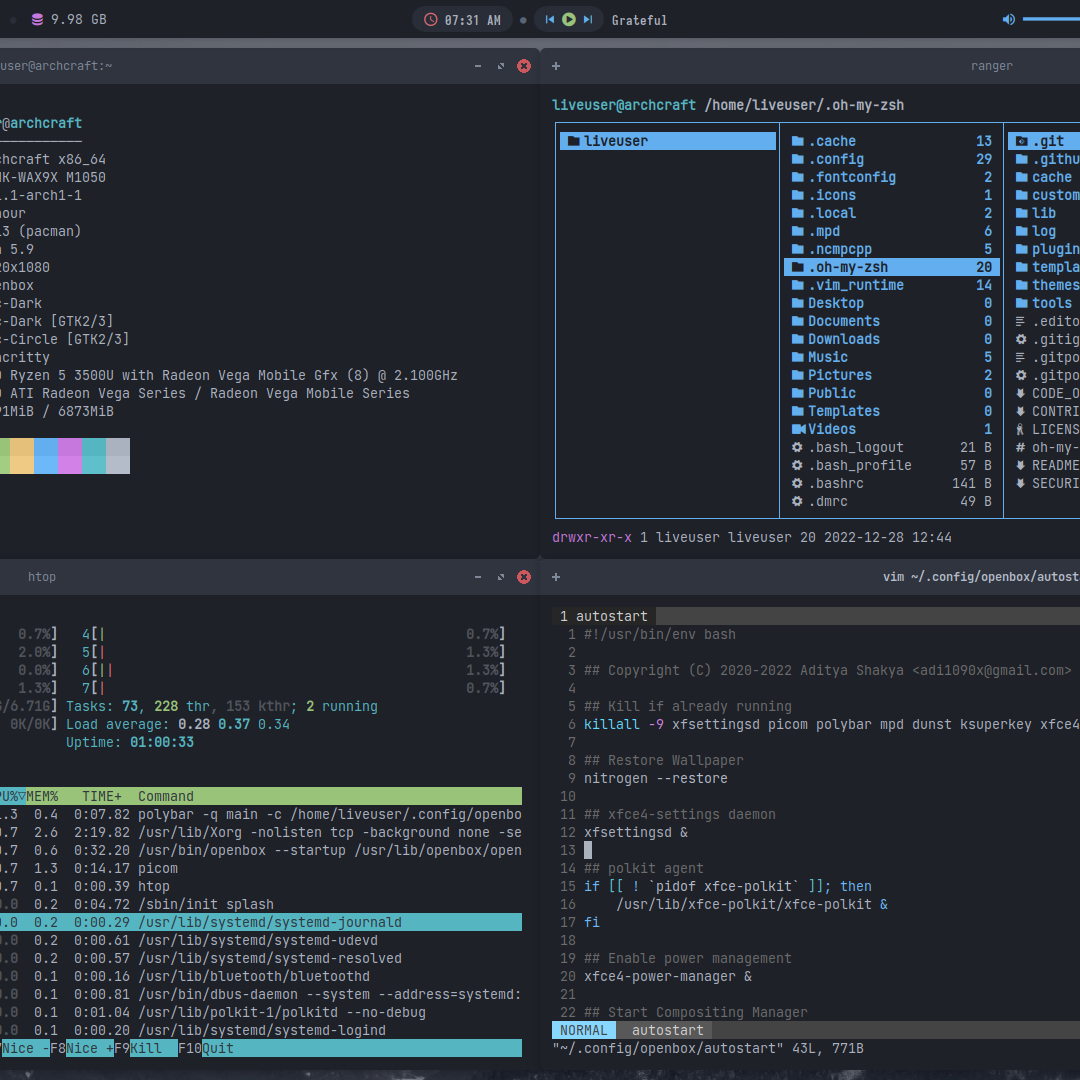 9.98 GB
07:31 AM
Grateful
user@archcraft:~
@archcraft
chcraft x86_64
MK-WAX9X M1050
.1-arch1-1
hour
13 (pacman)
5.9
20x1080
enbox
c-Dark
c-Dark [GTK2/3]
c-Circle [GTK2/3]
acritty
Ryzen 5 3500U with Radeon Vega Mobile Gfx (8) @ 2.100GHz
ATI Radeon Vega Series / Radeon Vega Mobile Series
91MiB / 6873MiB
+
ranger
liveuser@archcraft /home/liveuser/.oh-my-zsh
liveuser
.cache 13
.config 29
.fontconfig 2
.icons 1
.local 2
.mpd 6
.ncmpcpp 5
.oh-my-zsh 20
.vim_runtime 14
Desktop 0
Documents 0
Downloads 0
Music 5
Pictures 2
Public 0
Templates 0
Videos 1
.bash_logout 21 B
.bash_profile 57 B
.bashrc 141 B
.dmrc 49 B
.git
.githu
cache
custom
lib
log
plugin
templa
themes
tools
.edito
.gitig
.gitpo
.gitpo
CODE_O
CONTRI
LICENS
oh-my-
README
SECURI
drwxr-xr-x 1 liveuser liveuser 20 2022-12-28 12:44
htop
0.7%] 4[| 0.7%]
2.0%] 5[| 1.3%]
0.0%] 6[|| 1.3%]
1.3%] 7[| 0.7%]
/6.71G] Tasks: 73, 228 thr, 153 kthr; 2 running
0K/0K] Load average: 0.28 0.37 0.34
Uptime: 01:00:33
PU%▽MEM% TIME+ Command
1.3 0.4 0:07.82 polybar -q main -c /home/liveuser/.config/openbo
0.7 2.6 2:19.82 /usr/lib/Xorg -nolisten tcp -background none -se
0.7 0.6 0:32.20 /usr/bin/openbox --startup /usr/lib/openbox/open
0.7 1.3 0:14.17 picom
0.7 0.1 0:00.39 htop
0.0 0.2 0:04.72 /sbin/init splash
0.0 0.2 0:00.29 /usr/lib/systemd/systemd-journald
0.0 0.2 0:00.61 /usr/lib/systemd/systemd-udevd
0.0 0.2 0:00.57 /usr/lib/systemd/systemd-resolved
0.0 0.1 0:00.16 /usr/lib/bluetooth/bluetoothd
0.0 0.1 0:00.81 /usr/bin/dbus-daemon --system --address=systemd:
0.0 0.1 0:01.04 /usr/lib/polkit-1/polkitd --no-debug
0.0 0.1 0:00.20 /usr/lib/systemd/systemd-logind
Nice -F8Nice +F9Kill F10Quit
+
vim ~/.config/openbox/autost
1 autostart
1 #!/usr/bin/env bash
2
3 ## Copyright (C) 2020-2022 Aditya Shakya <adi1090x@gmail.com>
4
5 ## Kill if already running
6 killall -9 xfsettingsd picom polybar mpd dunst ksuperkey xfce4
7
8 ## Restore Wallpaper
9 nitrogen --restore
10
11 ## xfce4-settings daemon
12 xfsettingsd &
13
14 ## polkit agent
15 if [[ ! `pidof xfce-polkit` ]]; then
16 /usr/lib/xfce-polkit/xfce-polkit &
17 fi
18
19 ## Enable power management
20 xfce4-power-manager &
21
22 ## Start Compositing Manager
NORMAL autostart
"~/.config/openbox/autostart" 43L, 771B